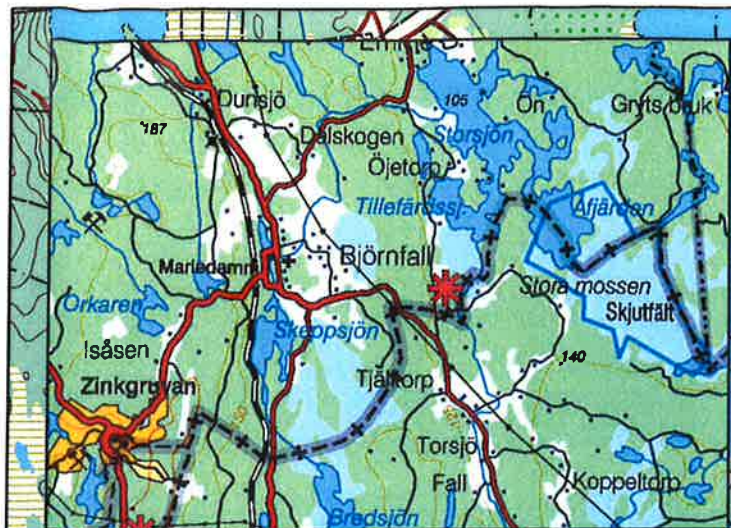 Dunsjö
105
Ön
Gryts bruk
187
Dalskogen
Storsjön
Öjetorp
Tillefärdssj.
Afjärden
Björnfall
Mariedamm
Orkaren
Stora mossen
Skeppsjön
Skjutfält
Isåsen
140
Tjälltorp
Zinkgruvan
Torsjö
Fall
Koppeltorp
Bredsjön